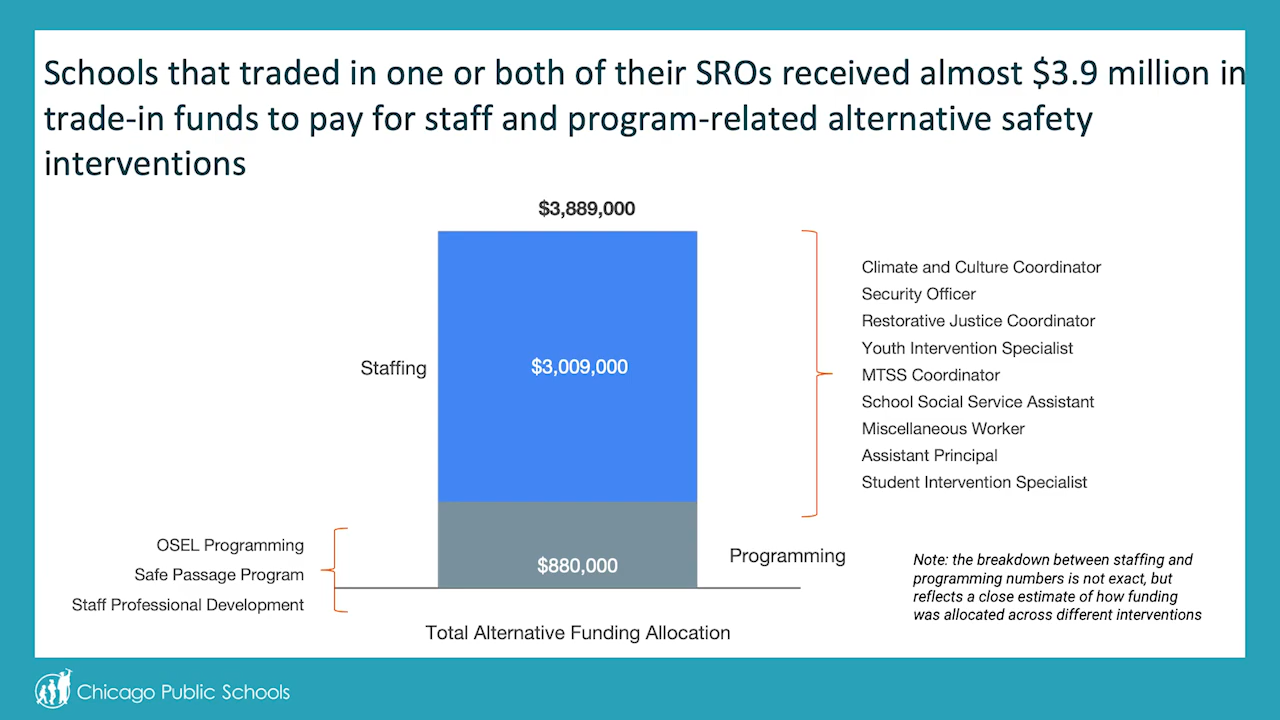 Schools that traded in one or both of their SROs received almost $3.9 million in
trade-in funds to pay for staff and program-related alternative safety
interventions
$3,889,000
Staffing
$3,009,000
Climate and Culture Coordinator
Security Officer
Restorative Justice Coordinator
Youth Intervention Specialist
MTSS Coordinator
School Social Service Assistant
Miscellaneous Worker
Assistant Principal
Student Intervention Specialist
OSEL Programming
Safe Passage Program
Staff Professional Development
$880,000
Programming
Note: the breakdown between staffing and
programming numbers is not exact, but
reflects a close estimate of how funding
was allocated across different interventions
Total Alternative Funding Allocation
Chicago Public Schools